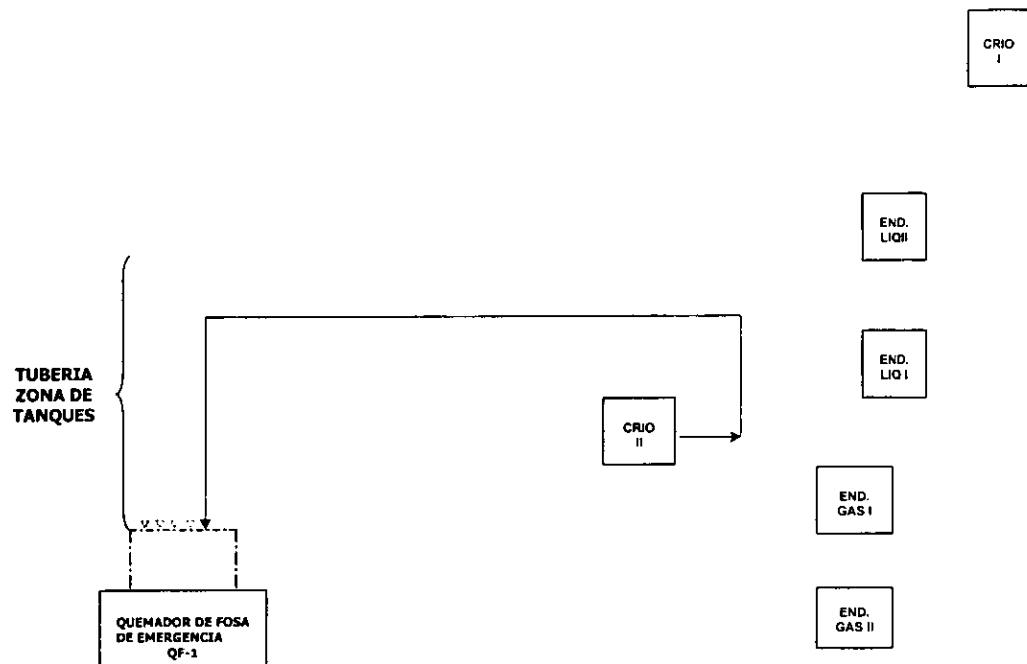 CRIO
I
END.
LIQII
END.
LIQ I
TUBERIA
ZONA DE
TANQUES
CRIO
II
END.
GAS I
END.
GAS II
QUEMADOR DE FOSA
DE EMERGENCIA
QF-1